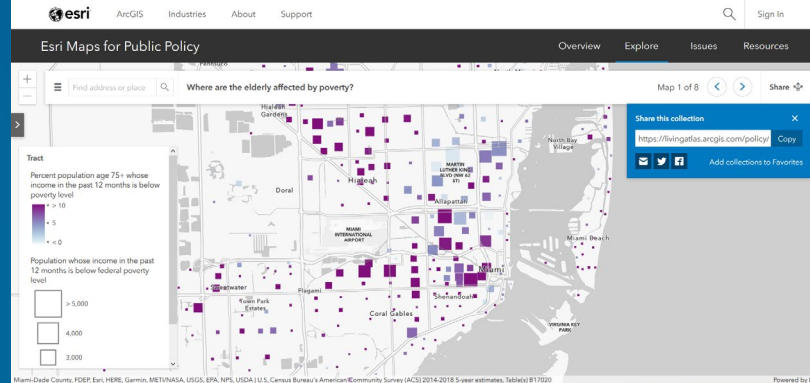 esri
ArcGIS Industries About Support Sign In
Esri Maps for Public Policy
Overview Explore Issues Resources
Find address or place
Where are the elderly affected by poverty?
Map 1 of 8
Share
Share this collection
https://livingatlas.arcgis.com/policy/ Copy
Add collections to Favorites
Tract
Percent population age 75+ whose
income in the past 12 months is below
poverty level
> 10
5
< 0
Population whose income in the past
12 months is below federal poverty
level
> 5,000
4,000
3,000
Hialeah
Gardens
North Bay
Village
MARTIN
LUTHER KING
BLVD (NW 62
ST)
Hialeah
Doral
Allapattah
MIAMI
INTERNATIONAL
AIRPORT
Miami Beach
Miami
Sweetwater
Flagami
Town Park
Estates
Shenandoah
Coral Gables
VIRGINIA KEY
PARK
Miami-Dade County, FDEP, Esri, HERE, Garmin, METI/NASA, USGS, EPA, NPS, USDA | U.S. Census Bureau's American Community Survey (ACS) 2014-2018 5-year estimates, Table(s) B17020
Powered by